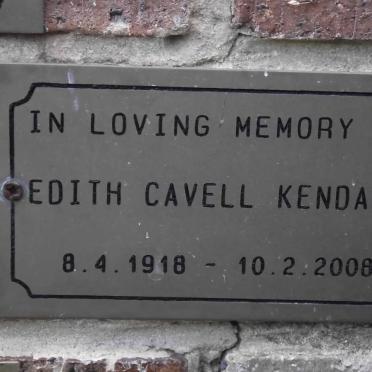 IN LOVING MEMORY
EDITH CAVELL KENDA
8.4.1918 - 10.2.2008